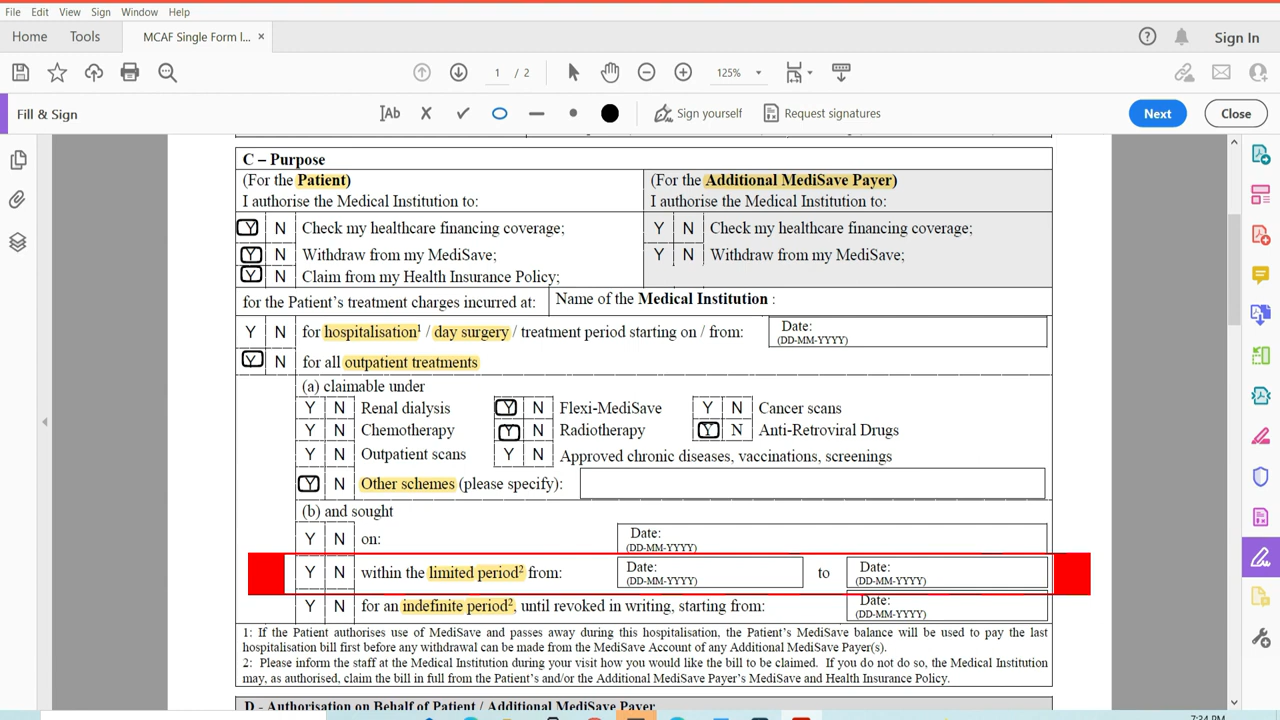 File Edit View Sign Window Help
Home Tools MCAF Single Form I... × Sign In
1 / 2 125%
Fill & Sign Ab Sign yourself Request signatures Next Close
C – Purpose
(For the Patient) (For the Additional MediSave Payer)
I authorise the Medical Institution to: I authorise the Medical Institution to:
Y N Check my healthcare financing coverage; Y N Check my healthcare financing coverage;
Y N Withdraw from my MediSave; Y N Withdraw from my MediSave;
Y N Claim from my Health Insurance Policy;
for the Patient's treatment charges incurred at: Name of the Medical Institution :
Y N for hospitalisation¹ / day surgery / treatment period starting on / from: Date:
(DD-MM-YYYY)
Y N for all outpatient treatments
(a) claimable under
Y N Renal dialysis Y N Flexi-MediSave Y N Cancer scans
Y N Chemotherapy Y N Radiotherapy Y N Anti-Retroviral Drugs
Y N Outpatient scans Y N Approved chronic diseases, vaccinations, screenings
Y N Other schemes (please specify):
(b) and sought
Y N on: Date:
(DD-MM-YYYY)
Y N within the limited period² from: Date: to Date:
(DD-MM-YYYY) (DD-MM-YYYY)
Y N for an indefinite period², until revoked in writing, starting from: Date:
(DD-MM-YYYY)
1: If the Patient authorises use of MediSave and passes away during this hospitalisation, the Patient's MediSave balance will be used to pay the last
hospitalisation bill first before any withdrawal can be made from the MediSave Account of any Additional MediSave Payer(s).
2: Please inform the staff at the Medical Institution during your visit how you would like the bill to be claimed. If you do not do so, the Medical Institution
may, as authorised, claim the bill in full from the Patient's and/or the Additional MediSave Payer's MediSave and Health Insurance Policy.
D - Authorisation on Behalf of Patient / Additional MediSave Payer
7:34 PM